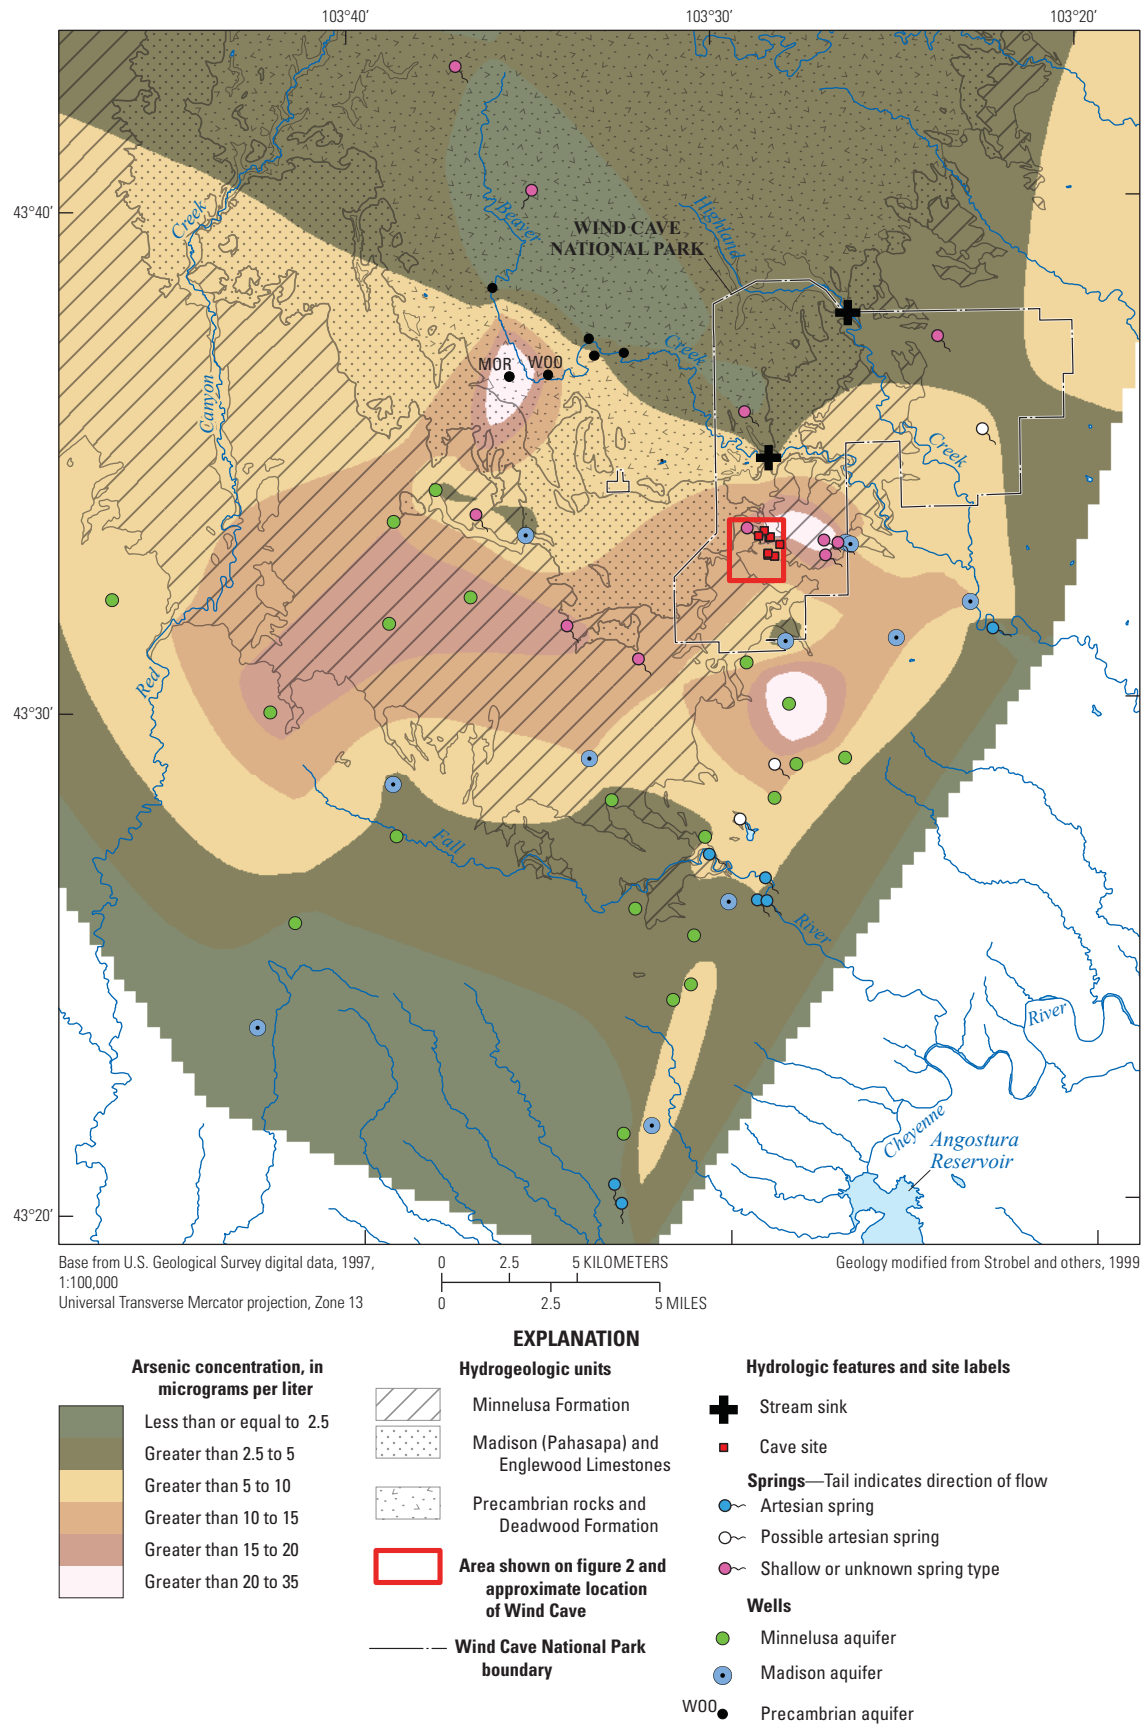 103°40′
103°30′
103°20′
43°40′
43°30′
43°20′
Creek
Canyon
Red
Beaver
Creek
Highland
Creek
WIND CAVE
NATIONAL PARK
MOR
WOO
Fall
River
River
Cheyenne
Angostura
Reservoir
Base from U.S. Geological Survey digital data, 1997,
1:100,000
Universal Transverse Mercator projection, Zone 13
0 2.5 5 KILOMETERS
0 2.5 5 MILES
Geology modified from Strobel and others, 1999
EXPLANATION
Arsenic concentration, in
micrograms per liter
Less than or equal to 2.5
Greater than 2.5 to 5
Greater than 5 to 10
Greater than 10 to 15
Greater than 15 to 20
Greater than 20 to 35
Hydrogeologic units
Minnelusa Formation
Madison (Pahasapa) and
Englewood Limestones
Precambrian rocks and
Deadwood Formation
Area shown on figure 2 and
approximate location
of Wind Cave
Wind Cave National Park
boundary
Hydrologic features and site labels
Stream sink
Cave site
Springs—Tail indicates direction of flow
Artesian spring
Possible artesian spring
Shallow or unknown spring type
Wells
Minnelusa aquifer
Madison aquifer
WOO Precambrian aquifer